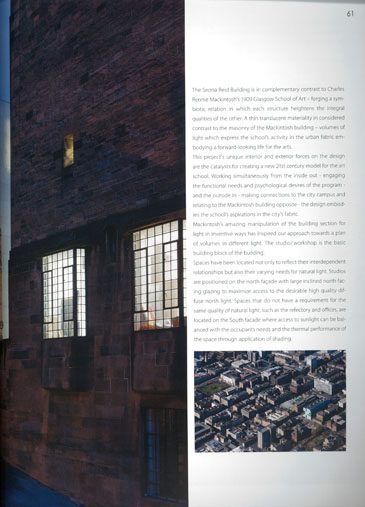 61
The Seona Reid Building is in complementary contrast to Charles
Rennie Mackintosh's 1909 Glasgow School of Art – forging a sym-
biotic relation in which each structure heightens the integral
qualities of the other. A thin translucent materiality in considered
contrast to the masonry of the Mackintosh building – volumes of
light which express the school's activity in the urban fabric em-
bodying a forward-looking life for the arts.
This project's unique interior and exterior forces on the design
are the catalysts for creating a new 21st century model for the art
school. Working simultaneously from the inside out - engaging
the functional needs and psychological desires of the program -
and the outside in - making connections to the city campus and
relating to the Mackintosh building opposite - the design embod-
ies the school's aspirations in the city's fabric.
Mackintosh's amazing manipulation of the building section for
light in inventive ways has inspired our approach towards a plan
of volumes in different light. The studio/workshop is the basic
building block of the building.
Spaces have been located not only to reflect their interdependent
relationships but also their varying needs for natural light. Studios
are positioned on the north façade with large inclined north fac-
ing glazing to maximize access to the desirable high quality dif-
fuse north light. Spaces that do not have a requirement for the
same quality of natural light, such as the refectory and offices, are
located on the South facade where access to sunlight can be bal-
anced with the occupants needs and the thermal performance of
the space through application of shading.